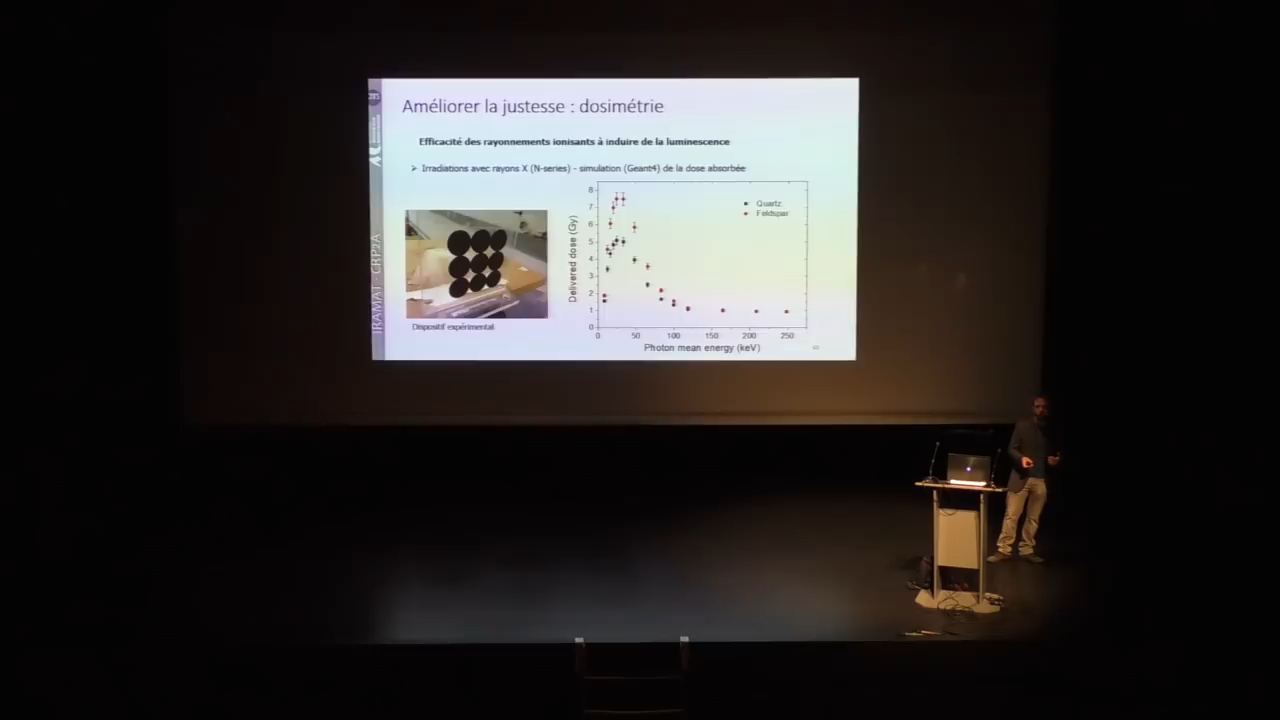 Améliorer la justesse : dosimétrie
Efficacité des rayonnements ionisants à induire de la luminescence
➢ Irradiations avec rayons X (N-series) - simulation (Geant4) de la dose absorbée
IRAMAT - CRP2A
Dispositif expérimental
Delivered dose (Gy)
8
7
6
5
4
3
2
1
0
Quartz
Feldspar
0 50 100 150 200 250
Photon mean energy (keV)